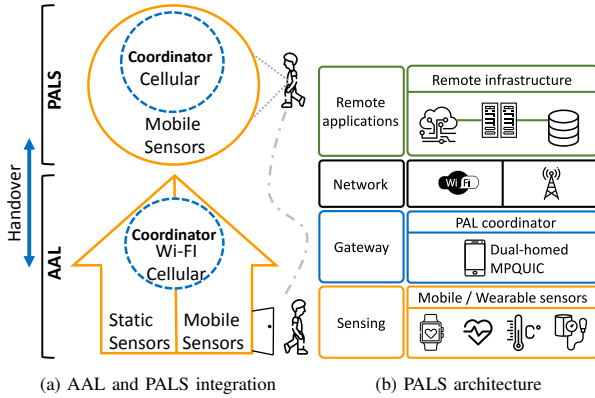 PALS
Handover
AAL
Coordinator
Cellular
Mobile
Sensors
Coordinator
Wi-FI
Cellular
Static
Sensors
Mobile
Sensors
(a) AAL and PALS integration
Remote
applications
Remote infrastructure
Network
Wi Fi
Gateway
PAL coordinator
Dual-homed
MPQUIC
Sensing
Mobile / Wearable sensors
C°
(b) PALS architecture